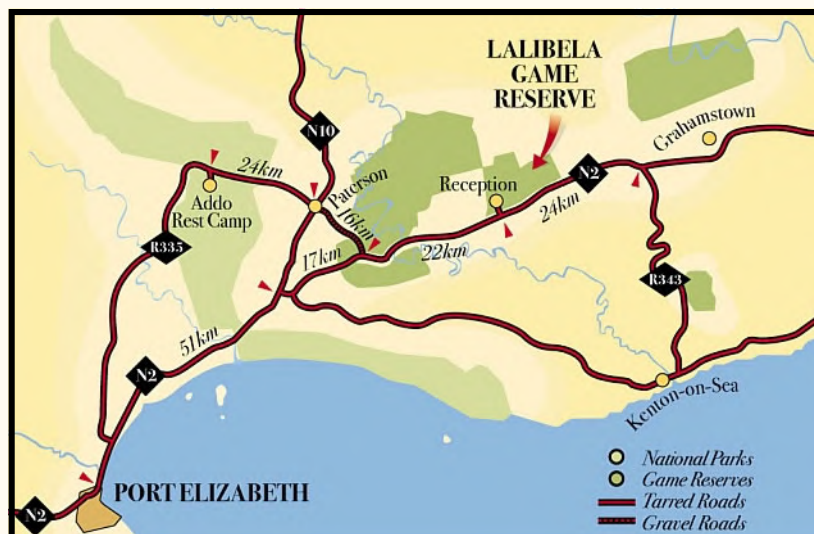 LALIBELA
GAME
RESERVE
N10
Grahamstown
24km
Paterson
Reception
N2
24km
Addo
Rest Camp
16km
R335
17km
22km
R343
51km
N2
Kenton-on-Sea
PORT ELIZABETH
N2
National Parks
Game Reserves
Tarred Roads
Gravel Roads